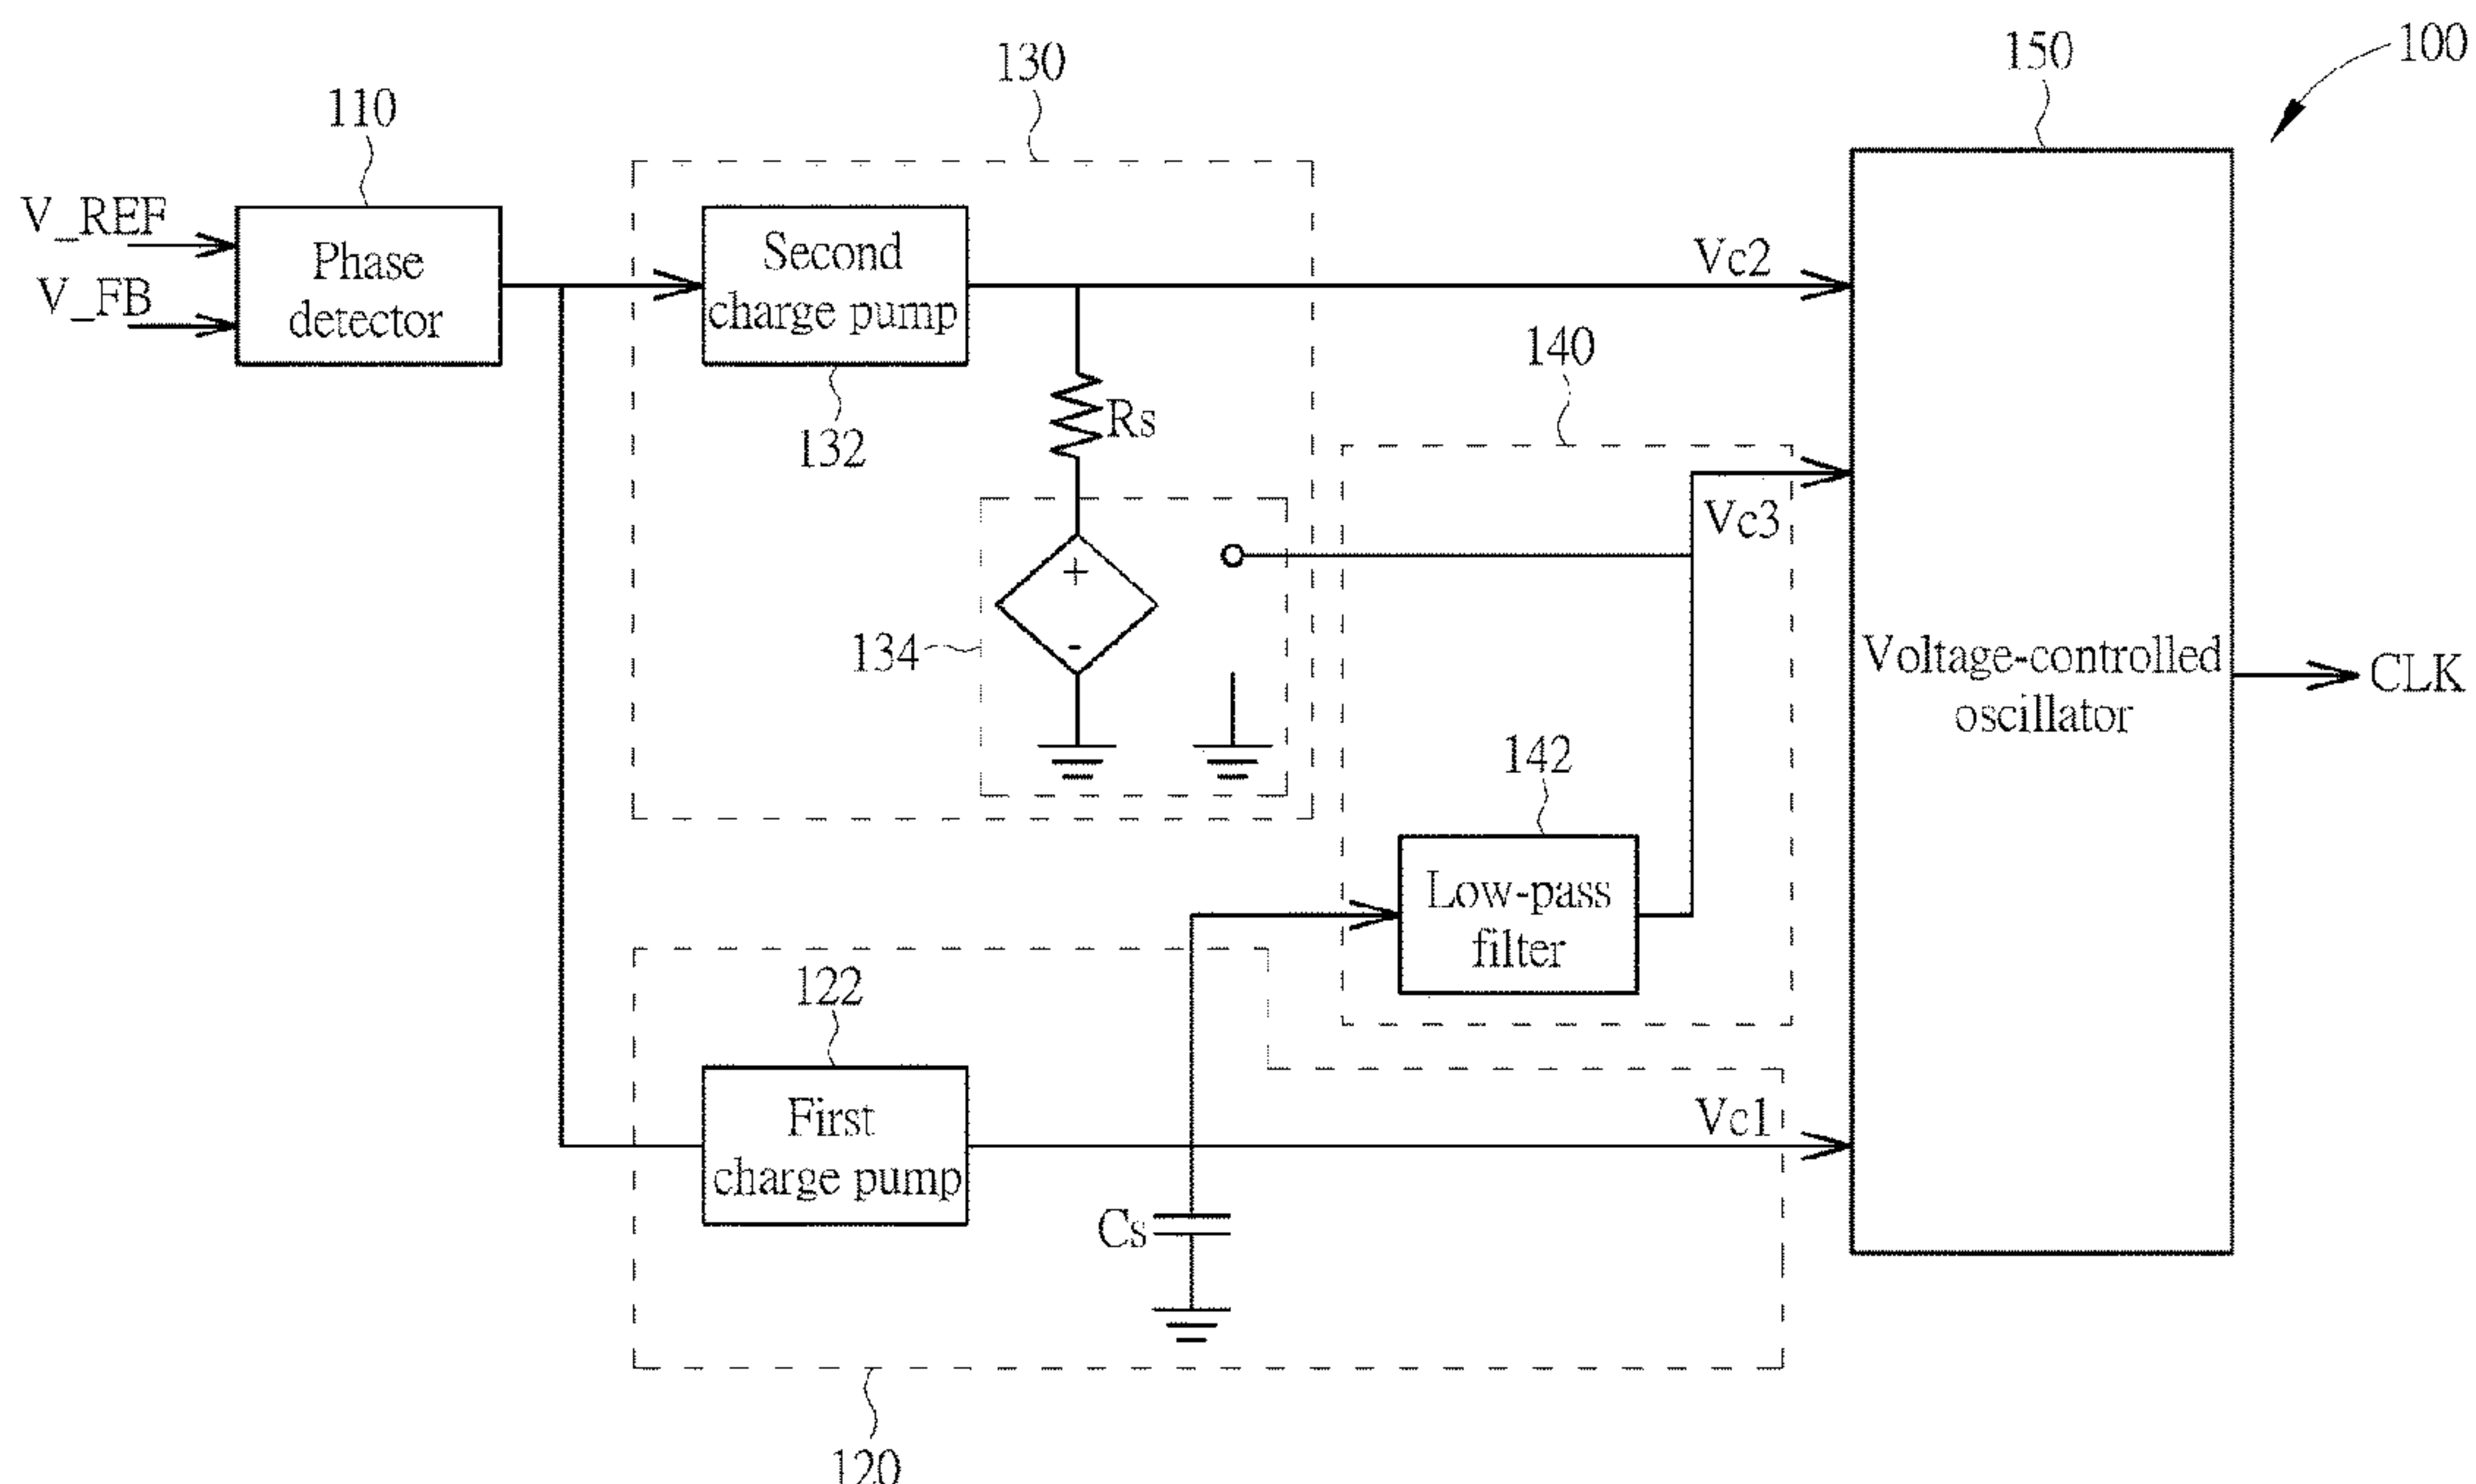 100
150
130
110
V_REF
V_FB
Phase
detector
Second
charge pump
132
Vc2
140
Rs
Vc3
+
-
134
Voltage-controlled
oscillator
CLK
142
Low-pass
filter
122
First
charge pump
Vc1
Cs
120